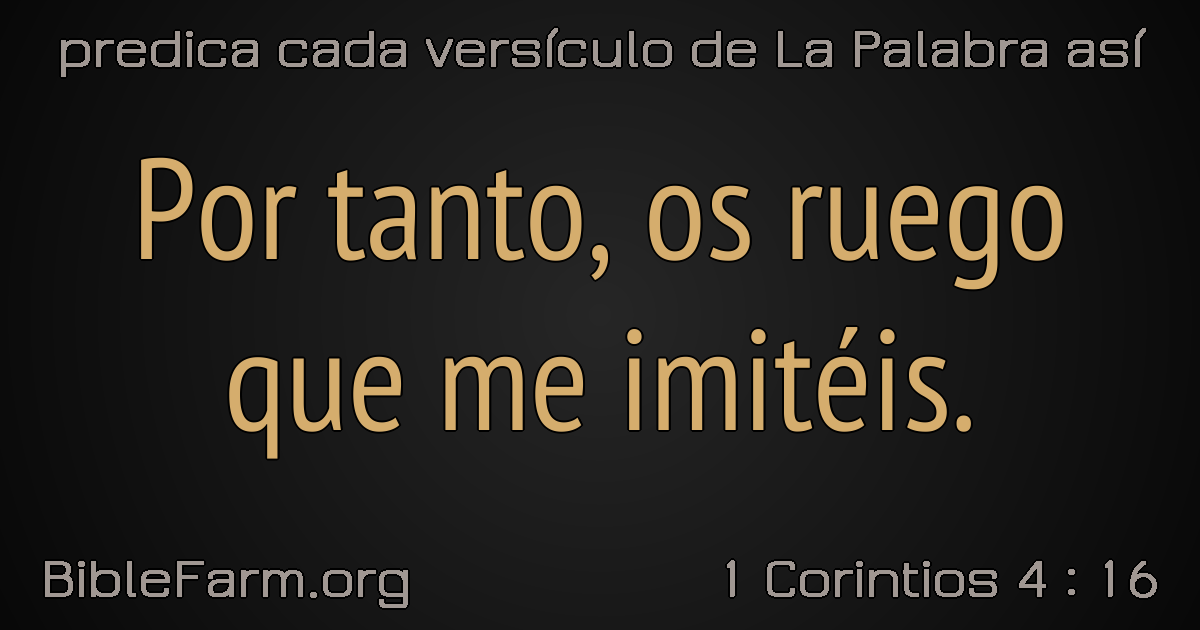 predica cada versículo de La Palabra así
Por tanto, os ruego
que me imitéis.
BibleFarm.org
1 Corintios 4 : 16